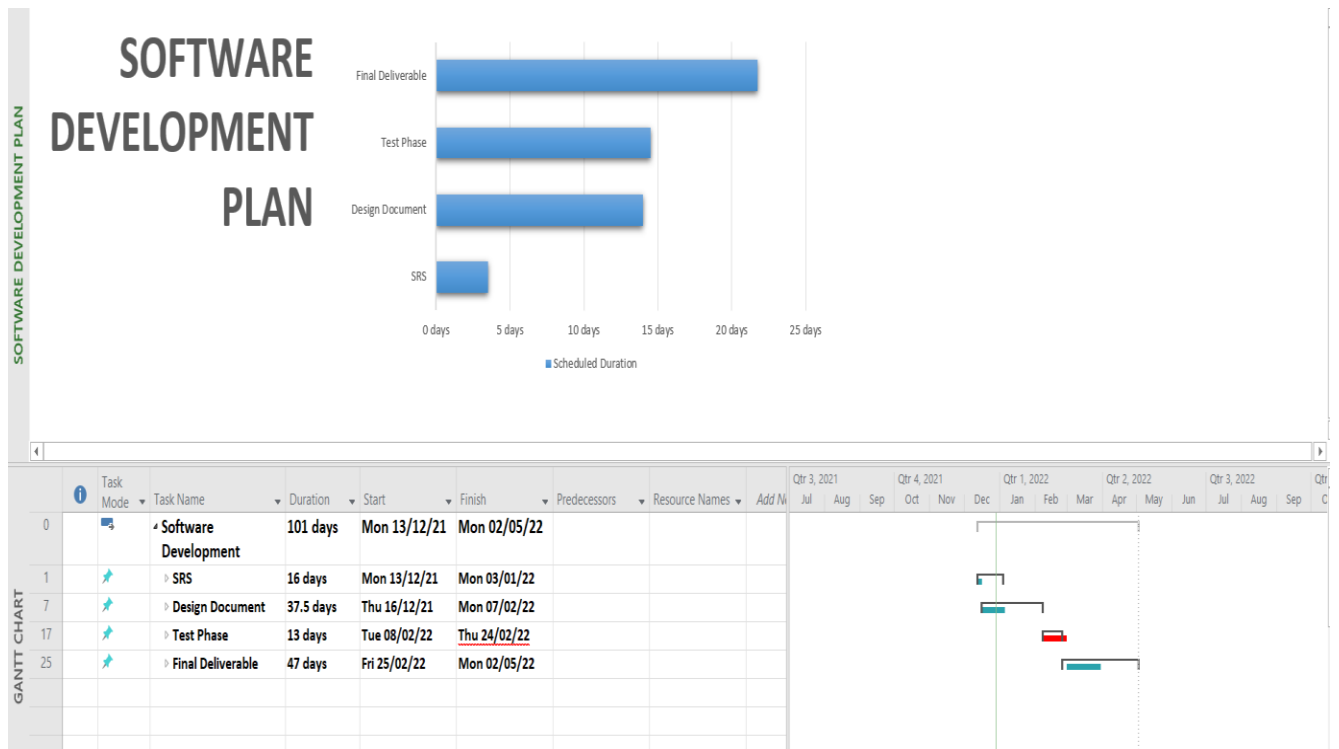 SOFTWARE DEVELOPMENT PLAN
SOFTWARE
DEVELOPMENT
PLAN
Final Deliverable
Test Phase
Design Document
SRS
0 days 5 days 10 days 15 days 20 days 25 days
Scheduled Duration
GANTT CHART
Task
Mode Task Name Duration Start Finish Predecessors Resource Names Add
Qtr 3, 2021 Qtr 4, 2021 Qtr 1, 2022 Qtr 2, 2022 Qtr 3, 2022 Qtr
Jul Aug Sep Oct Nov Dec Jan Feb Mar Apr May Jun Jul Aug Sep
0 Software 101 days Mon 13/12/21 Mon 02/05/22
Development
1 SRS 16 days Mon 13/12/21 Mon 03/01/22
7 Design Document 37.5 days Thu 16/12/21 Mon 07/02/22
17 Test Phase 13 days Tue 08/02/22 Thu 24/02/22
25 Final Deliverable 47 days Fri 25/02/22 Mon 02/05/22